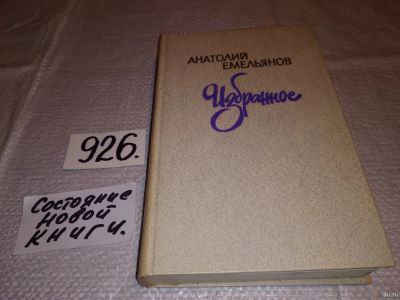 АНАТОЛИЙ
ЕМЕЛЬЯНОВ
Избранное
926.
Состояние
Новой
КНИГИ.